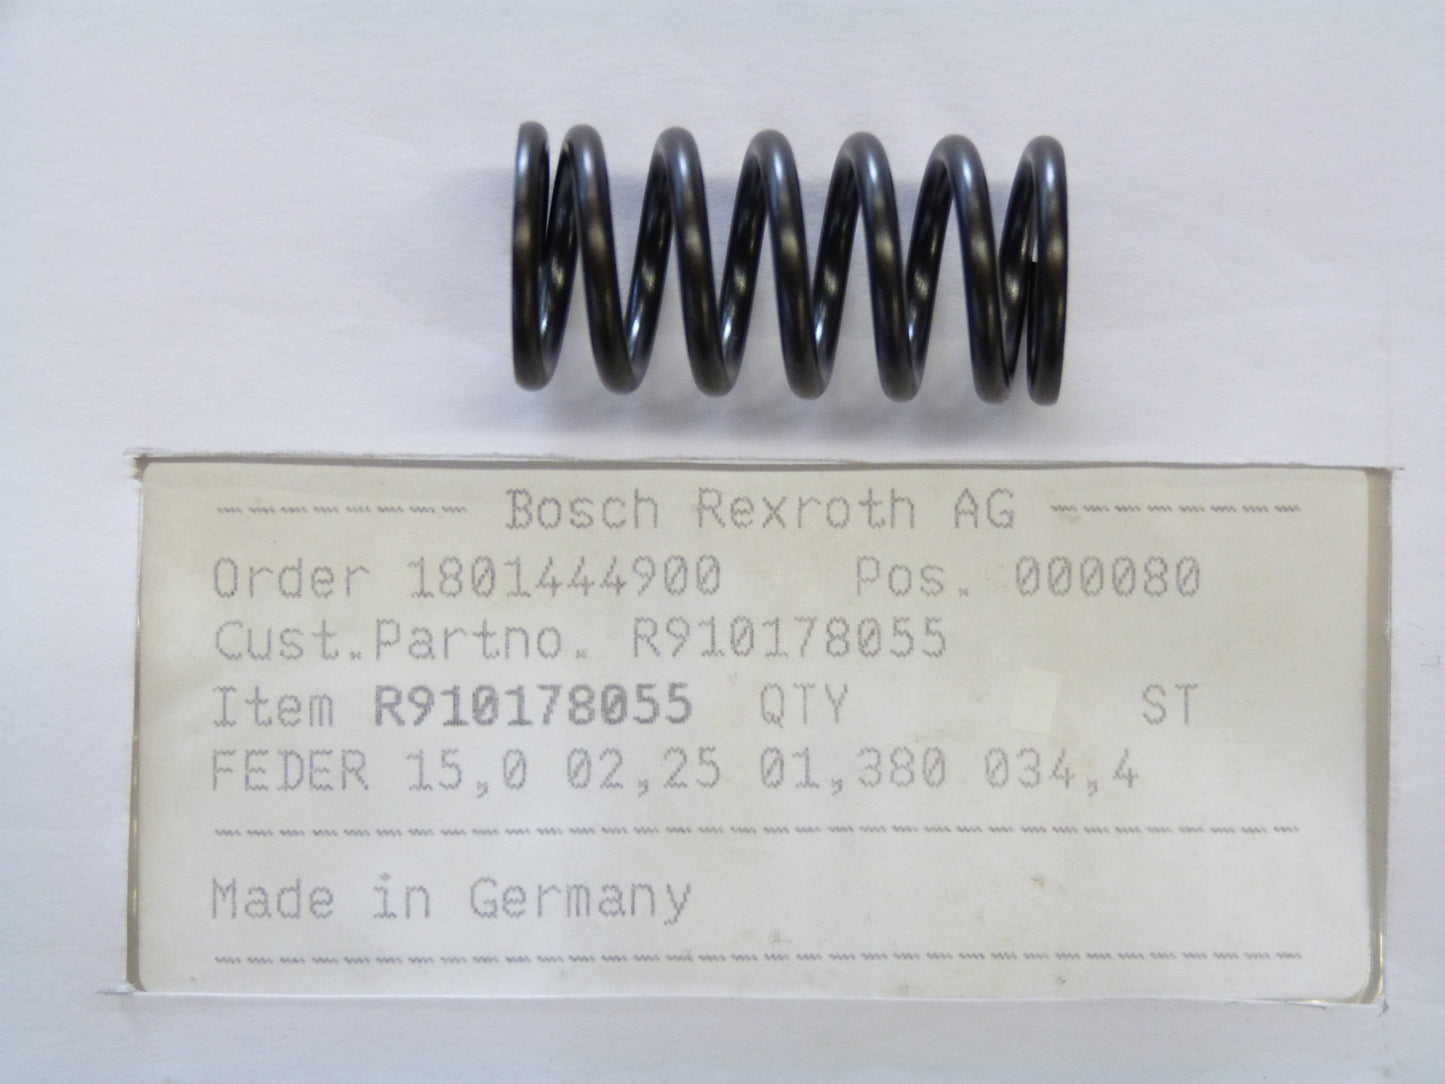 ------- Bosch Rexroth AG -------
Order 1801444900 Pos. 000080
Cust.Partno. R910178055
Item R910178055 QTY ST
FEDER 15,0 02,25 01,380 034,4
Made in Germany